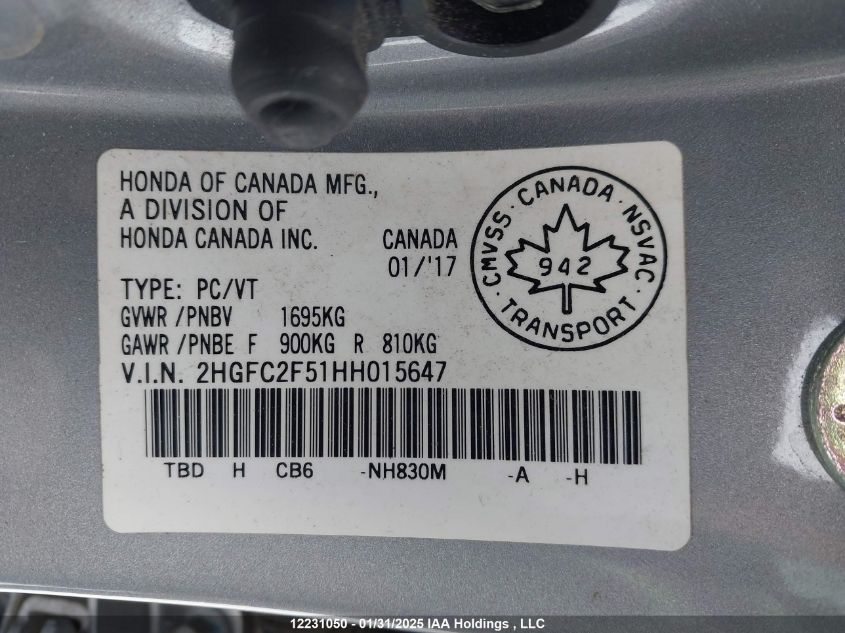 HONDA OF CANADA MFG.,
A DIVISION OF
HONDA CANADA INC. CANADA
01/'17
TYPE: PC/VT
GVWR /PNBV 1695KG
GAWR /PNBE F 900KG R 810KG
V.I.N. 2HGFC2F51HH015647
TBD H CB6 -NH830M -A -H
CMVSS · CANADA · NSVAC
942
· TRANSPORT ·
12231050 - 01/31/2025 IAA Holdings , LLC